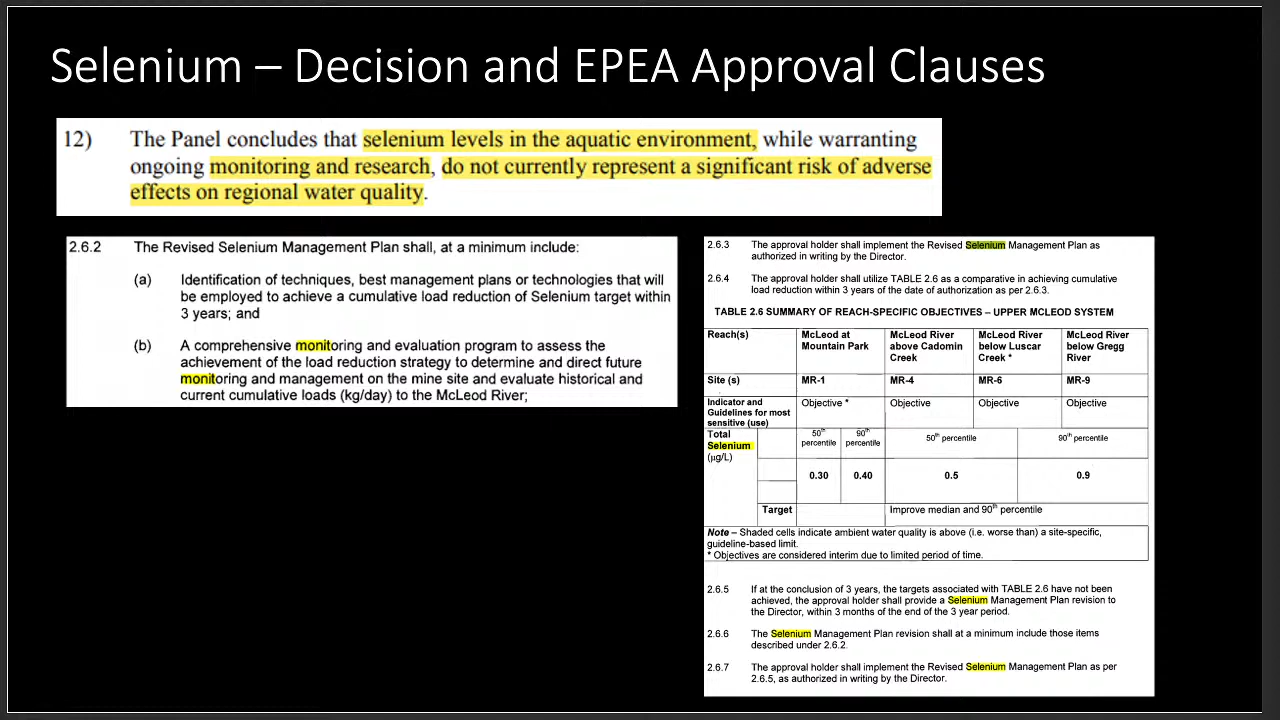 Selenium – Decision and EPEA Approval Clauses
12) The Panel concludes that selenium levels in the aquatic environment, while warranting
ongoing monitoring and research, do not currently represent a significant risk of adverse
effects on regional water quality.
2.6.2 The Revised Selenium Management Plan shall, at a minimum include:
(a) Identification of techniques, best management plans or technologies that will
be employed to achieve a cumulative load reduction of Selenium target within
3 years; and
(b) A comprehensive monitoring and evaluation program to assess the
achievement of the load reduction strategy to determine and direct future
monitoring and management on the mine site and evaluate historical and
current cumulative loads (kg/day) to the McLeod River;
2.6.3 The approval holder shall implement the Revised Selenium Management Plan as
authorized in writing by the Director.
2.6.4 The approval holder shall utilize TABLE 2.6 as a comparative in achieving cumulative
load reduction within 3 years of the date of authorization as per 2.6.3.
TABLE 2.6 SUMMARY OF REACH-SPECIFIC OBJECTIVES – UPPER MCLEOD SYSTEM
Reach(s) McLeod at McLeod River McLeod River McLeod River
Mountain Park above Cadomin below Luscar below Gregg
Creek Creek * River
Site (s) MR-1 MR-4 MR-6 MR-9
Indicator and Objective * Objective Objective Objective
Guidelines for most
sensitive (use)
Total 50th 90th 50th percentile 90th percentile
Selenium percentile percentile
(µg/L)
0.30 0.40 0.5 0.9
Target Improve median and 90th percentile
Note – Shaded cells indicate ambient water quality is above (i.e. worse than) a site-specific,
guideline-based limit.
* Objectives are considered interim due to limited period of time.
2.6.5 If at the conclusion of 3 years, the targets associated with TABLE 2.6 have not been
achieved, the approval holder shall provide a Selenium Management Plan revision to
the Director, within 3 months of the end of the 3 year period.
2.6.6 The Selenium Management Plan revision shall at a minimum include those items
described under 2.6.2.
2.6.7 The approval holder shall implement the Revised Selenium Management Plan as per
2.6.5, as authorized in writing by the Director.